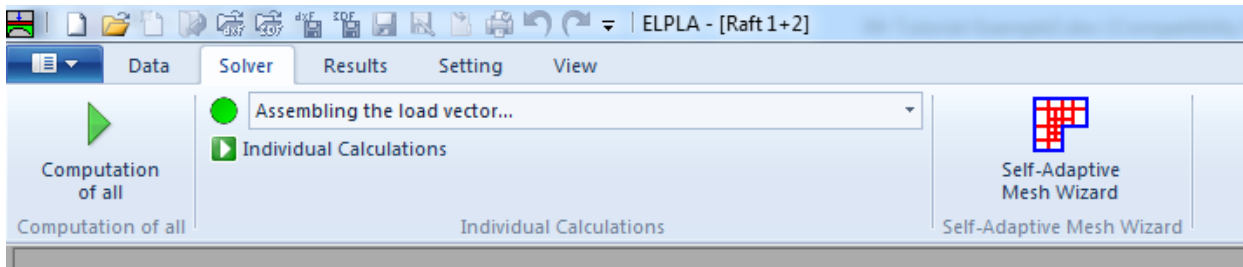 ELPLA - [Raft 1+2]
Data Solver Results Setting View
Assembling the load vector...
Individual Calculations
Computation
of all
Self-Adaptive
Mesh Wizard
Computation of all Individual Calculations Self-Adaptive Mesh Wizard